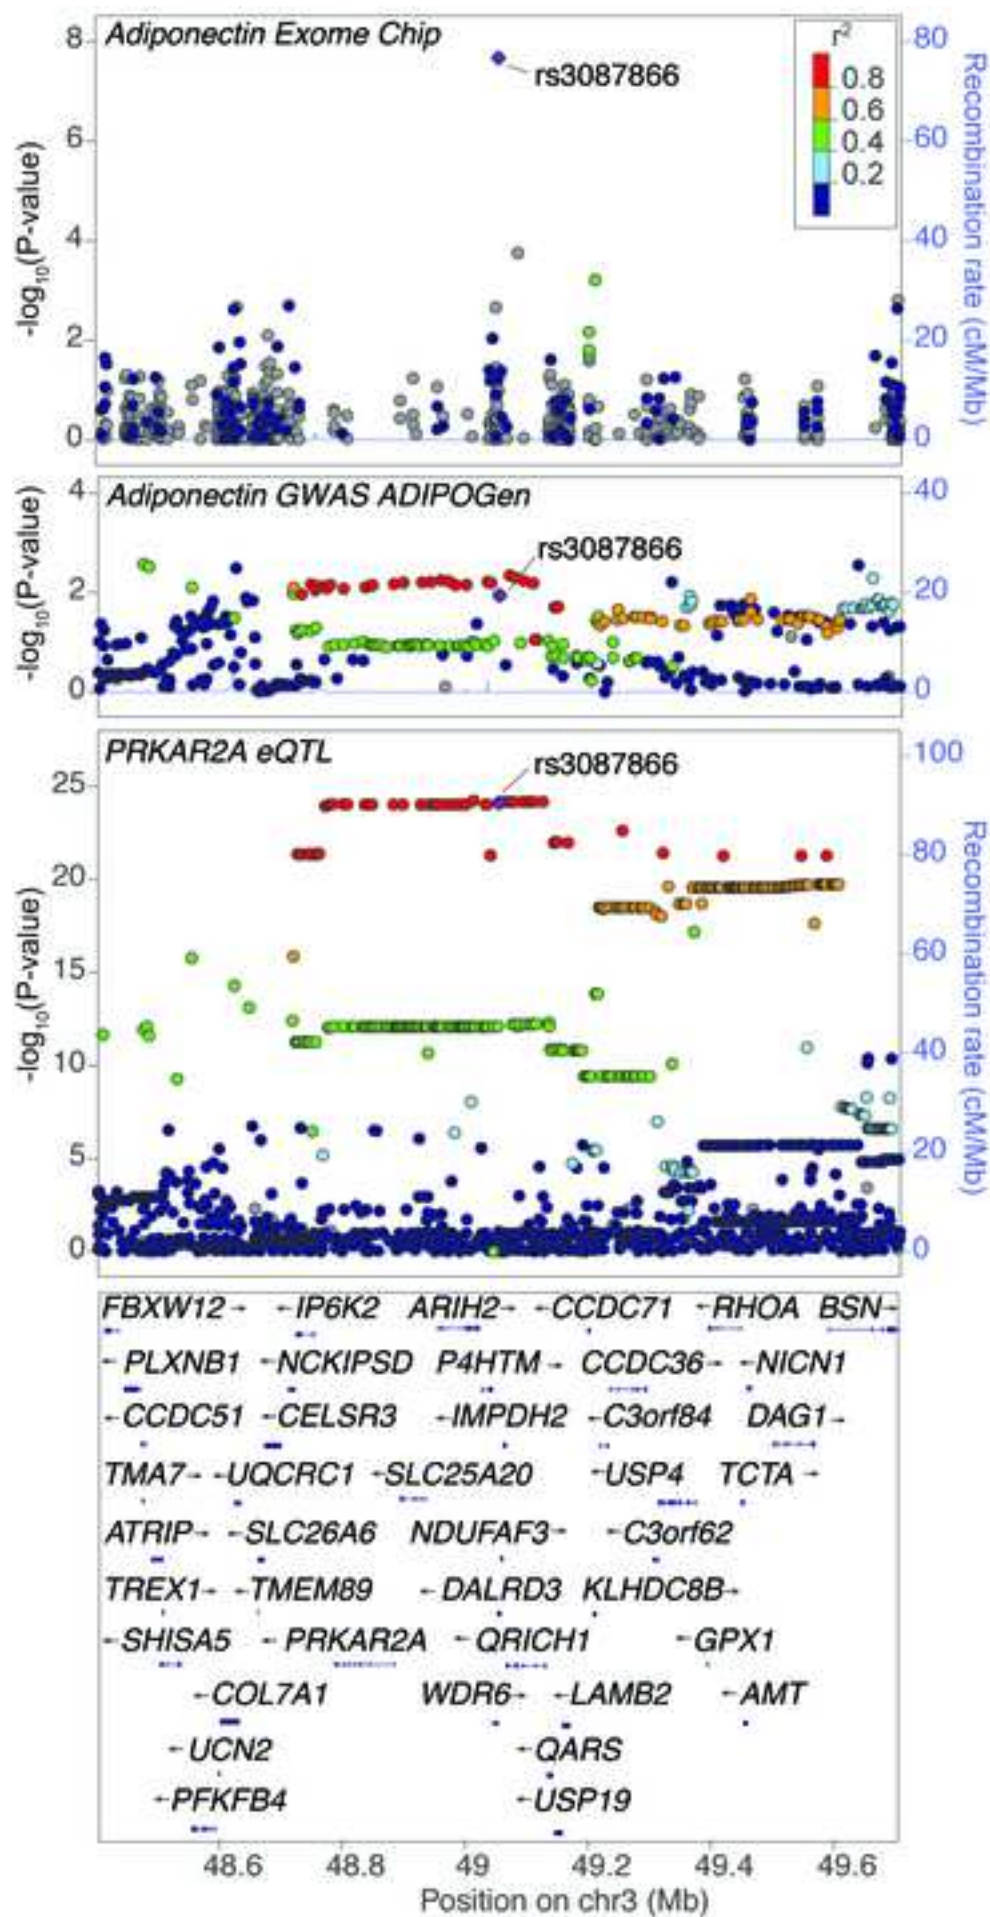 Adiponectin Exome Chip
rs3087866
r2
0.8
0.6
0.4
0.2
8
6
4
2
0
80
60
40
20
0
-log10(P-value)
Recombination rate (cM/Mb)
Adiponectin GWAS ADIPOGen
rs3087866
4
2
0
40
20
0
-log10(P-value)
PRKAR2A eQTL
rs3087866
25
20
15
10
5
0
100
80
60
40
20
0
-log10(P-value)
Recombination rate (cM/Mb)
FBXW12→ ←IP6K2 ARIH2→ ←CCDC71 ←RHOA BSN→
←PLXNB1 ←NCKIPSD P4HTM→ CCDC36→ ←NICN1
←CCDC51 ←CELSR3 ←IMPDH2 ←C3orf84 DAG1→
TMA7→ ←UQCRC1 ←SLC25A20 ←USP4 TCTA→
ATRIP→ ←SLC26A6 NDUFAF3→ ←C3orf62
TREX1→ ←TMEM89 ←DALRD3 KLHDC8B→
←SHISA5 ←PRKAR2A ←QRICH1 ←GPX1
←COL7A1 WDR6→ ←LAMB2 ←AMT
←UCN2 ←QARS
←PFKFB4 ←USP19
48.6 48.8 49 49.2 49.4 49.6
Position on chr3 (Mb)